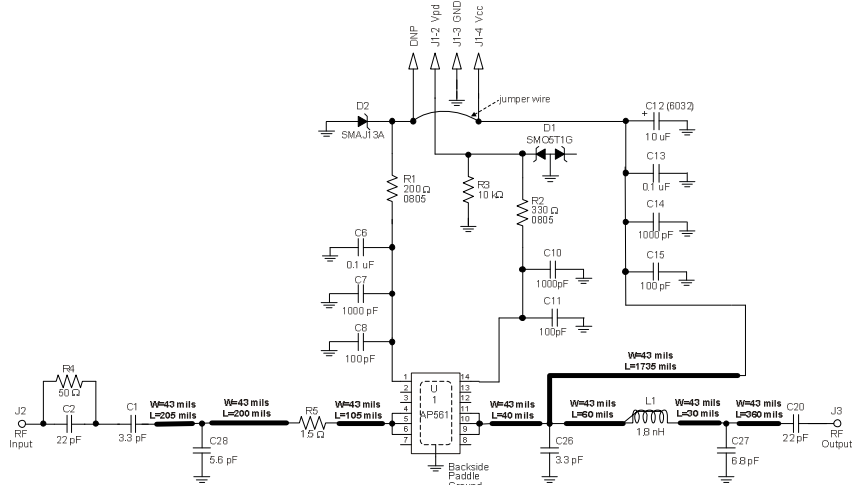 DNP
J1-2 Vpd
J1-3 GND
J1-4 Vcc
jumper wire
D2
SMAJ13A
D1
SMC5T1G
C12 (6032)
+
10 uF
C13
0.1 uF
C14
1000 pF
C15
100 pF
R1
200 Ω
0805
R3
10 kΩ
R2
330 Ω
0805
C6
0.1 uF
C7
1000 pF
C8
100pF
C10
1000pF
C11
100pF
W=43 mils
L=1735 mils
1
2
3
4
5
6
7
14
13
12
11
10
9
8
U
1
AP561
Backside
Paddle
Ground
J2
RF
Input
R4
50 Ω
C2
22 pF
C1
3.3 pF
W=43 mils
L=205 mils
W=43 mils
L=200 mils
C28
5.6 pF
R5
1.5 Ω
W=43 mils
L=105 mils
W=43 mils
L=40 mils
C26
3.3 pF
W=43 mils
L=60 mils
L1
1.8 nH
W=43 mils
L=30 mils
W=43 mils
L=360 mils
C27
6.8 pF
C20
22 pF
J3
RF
Output